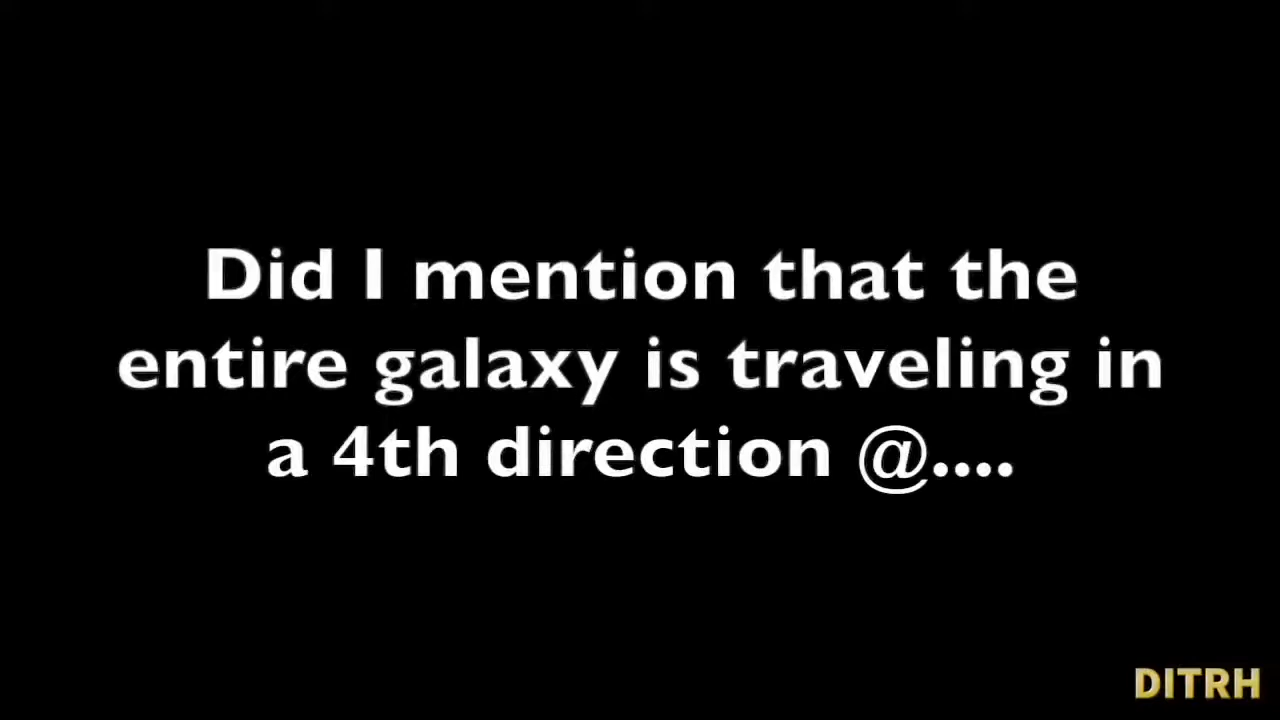 Did I mention that the
entire galaxy is traveling in
a 4th direction @....
DITRH